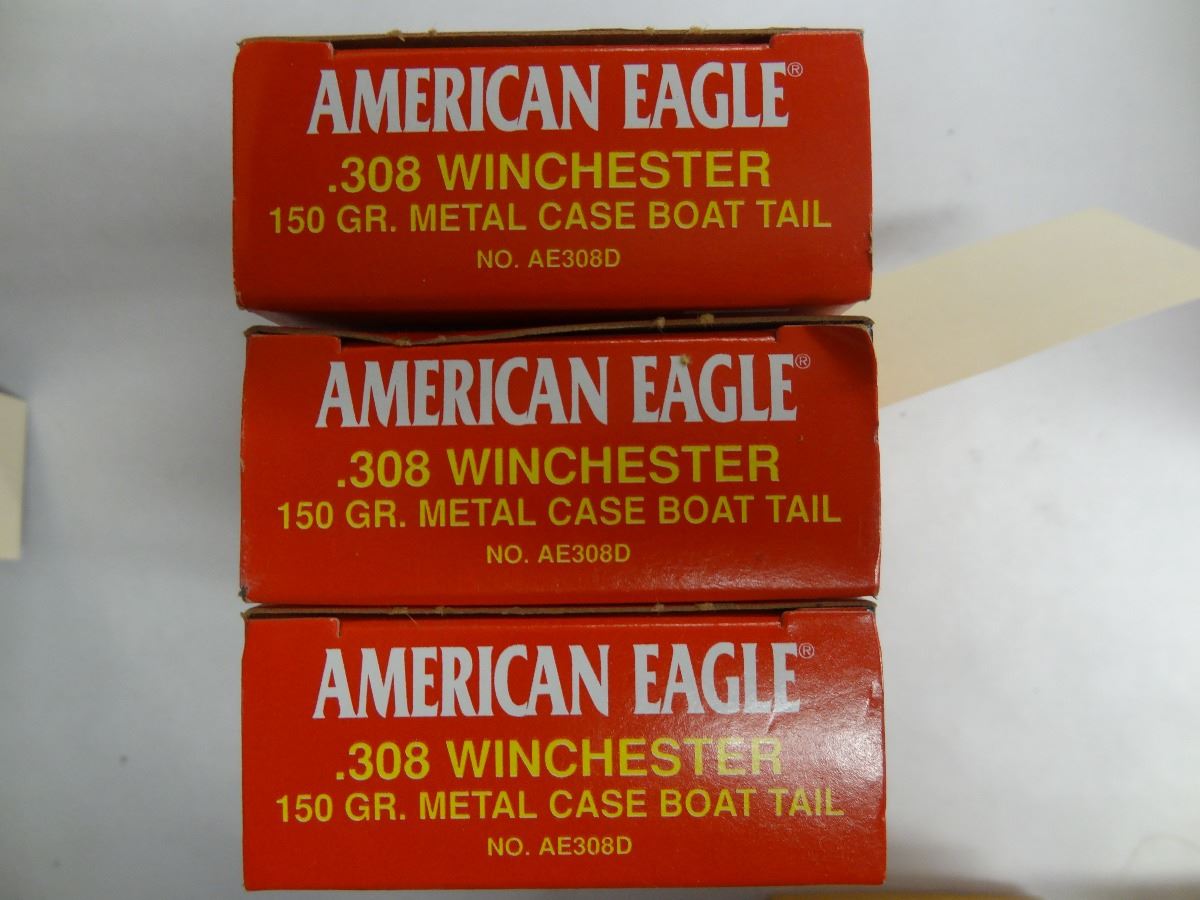 AMERICAN EAGLE®
.308 WINCHESTER
150 GR. METAL CASE BOAT TAIL
NO. AE308D
AMERICAN EAGLE®
.308 WINCHESTER
150 GR. METAL CASE BOAT TAIL
NO. AE308D
AMERICAN EAGLE®
.308 WINCHESTER
150 GR. METAL CASE BOAT TAIL
NO. AE308D